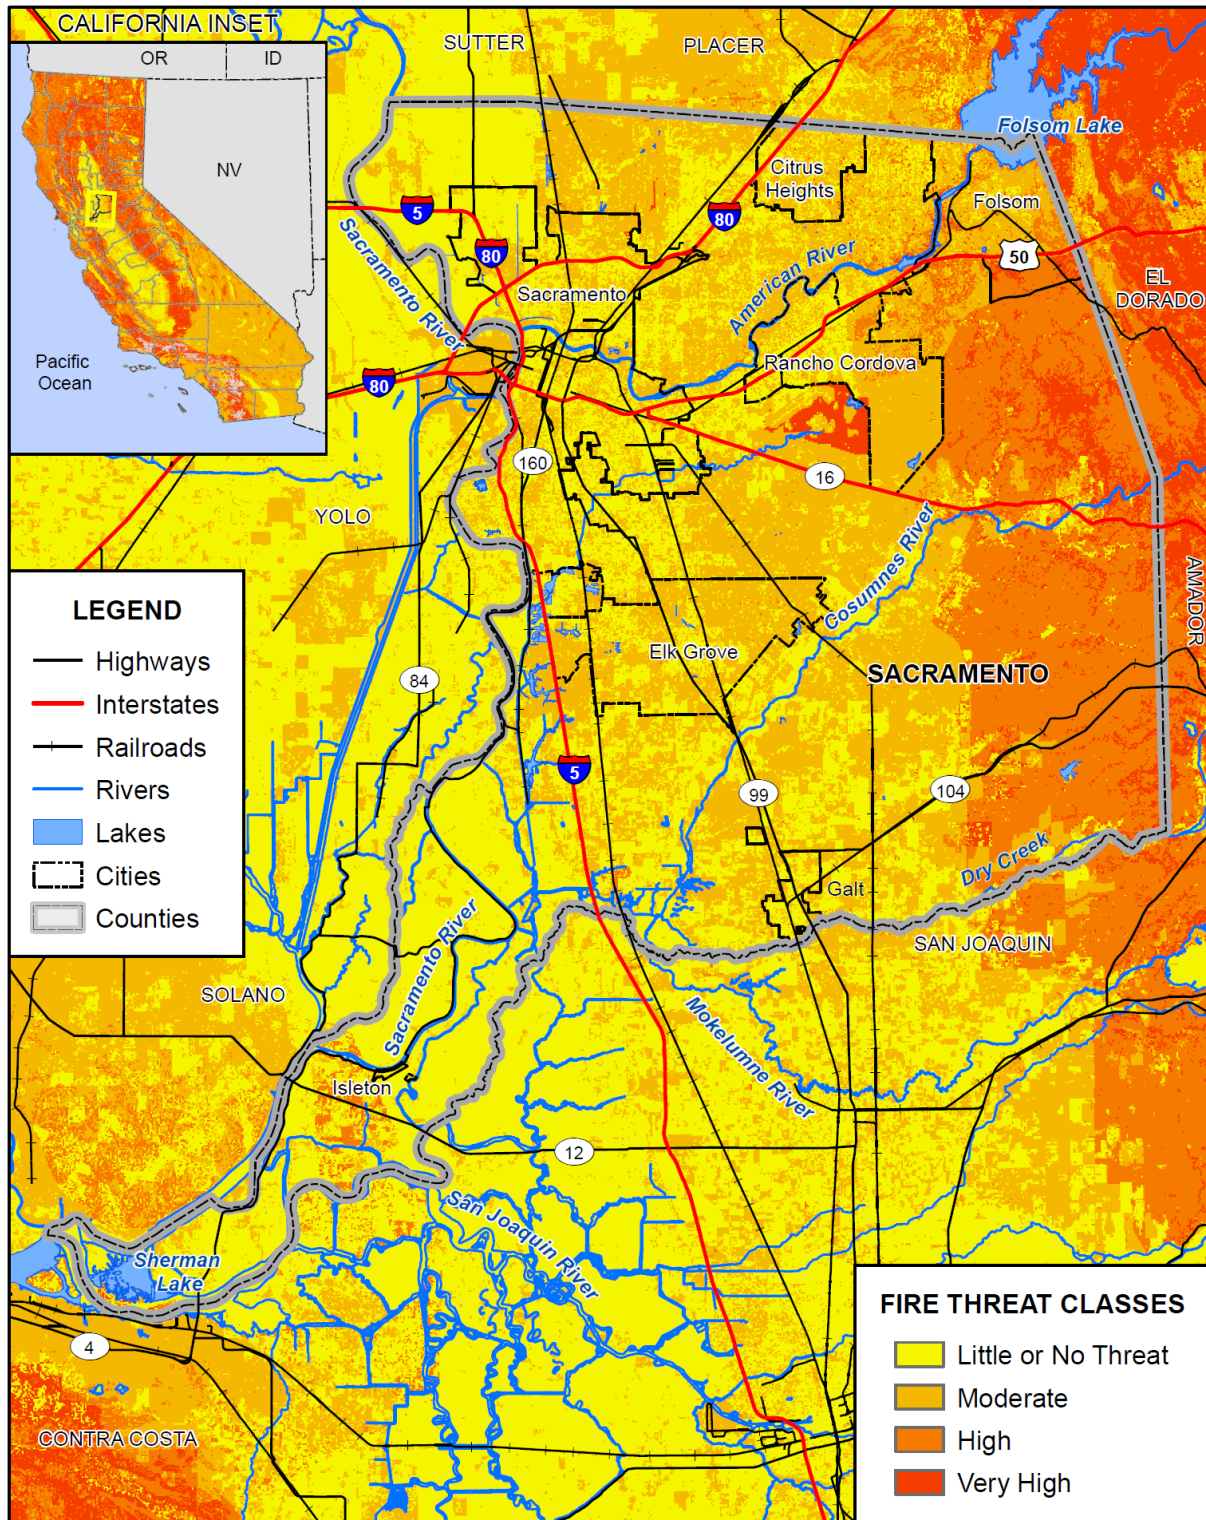 CALIFORNIA INSET
OR
ID
NV
Pacific
Ocean
SUTTER
PLACER
Folsom Lake
Citrus
Heights
Folsom
5
80
80
50
Sacramento River
Sacramento
American River
EL
DORADO
Rancho Cordova
80
160
16
YOLO
Cosumnes River
AMADOR
LEGEND
Highways
Interstates
Railroads
Rivers
Lakes
Cities
Counties
84
Elk Grove
SACRAMENTO
5
99
104
Dry Creek
Galt
SAN JOAQUIN
SOLANO
Sacramento River
Mokelumne River
Isleton
12
San Joaquin River
Sherman
Lake
4
CONTRA COSTA
FIRE THREAT CLASSES
Little or No Threat
Moderate
High
Very High